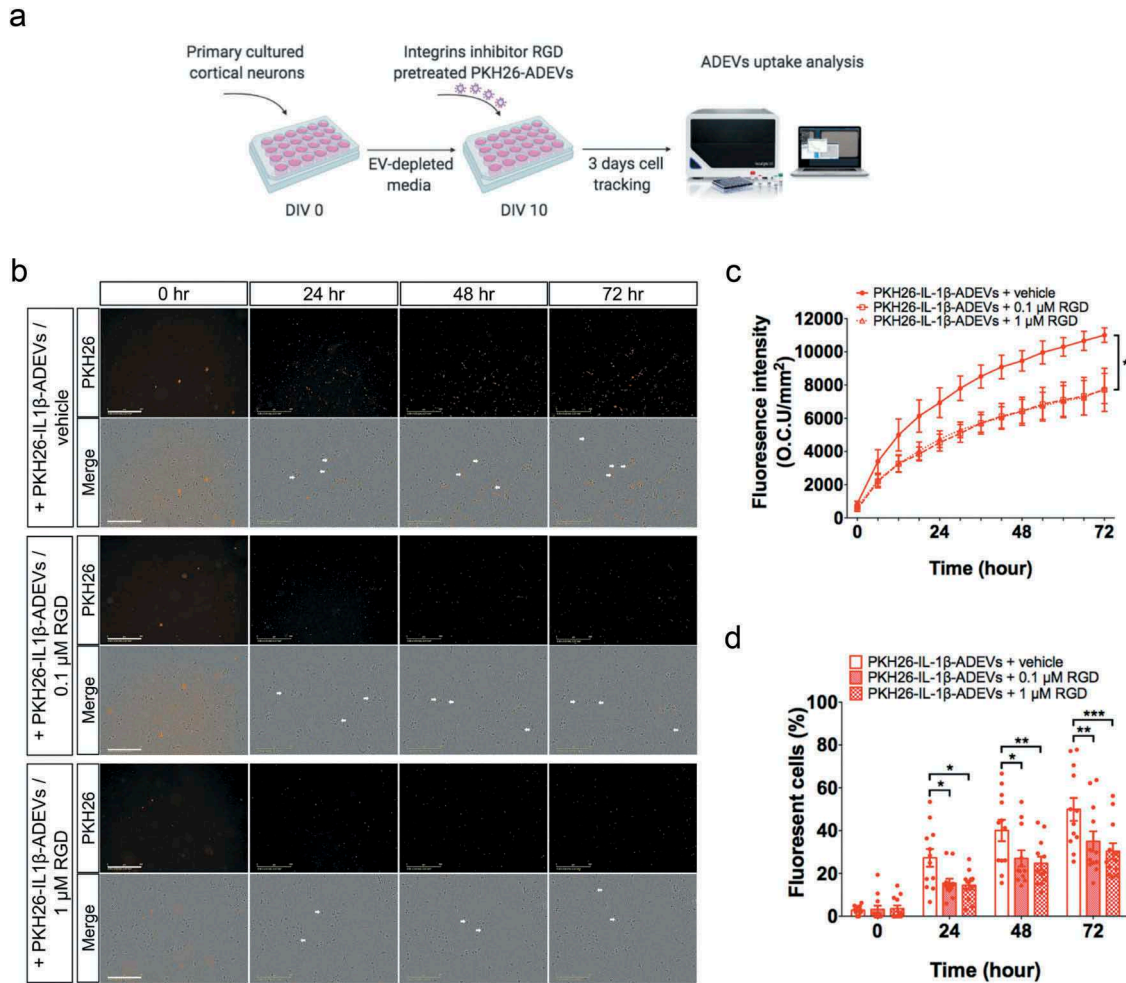 a
Primary cultured
cortical neurons
Integrins inhibitor RGD
pretreated PKH26-ADEVs
ADEVs uptake analysis
EV-depleted
media
3 days cell
tracking
DIV 0
DIV 10
b
0 hr
24 hr
48 hr
72 hr
+ PKH26-IL1β-ADEVs /
vehicle
PKH26
Merge
+ PKH26-IL1β-ADEVs /
0.1 μM RGD
PKH26
Merge
+ PKH26-IL1β-ADEVs /
1 μM RGD
PKH26
Merge
c
PKH26-IL-1β-ADEVs + vehicle
PKH26-IL-1β-ADEVs + 0.1 μM RGD
PKH26-IL-1β-ADEVs + 1 μM RGD
Fluorescence intensity
(O.C.U/mm²)
12000
10000
8000
6000
4000
2000
0
*
0
24
48
72
Time (hour)
d
PKH26-IL-1β-ADEVs + vehicle
PKH26-IL-1β-ADEVs + 0.1 μM RGD
PKH26-IL-1β-ADEVs + 1 μM RGD
Fluoresent cells (%)
100
80
60
40
20
0
*
*
**
*
***
**
0
24
48
72
Time (hour)